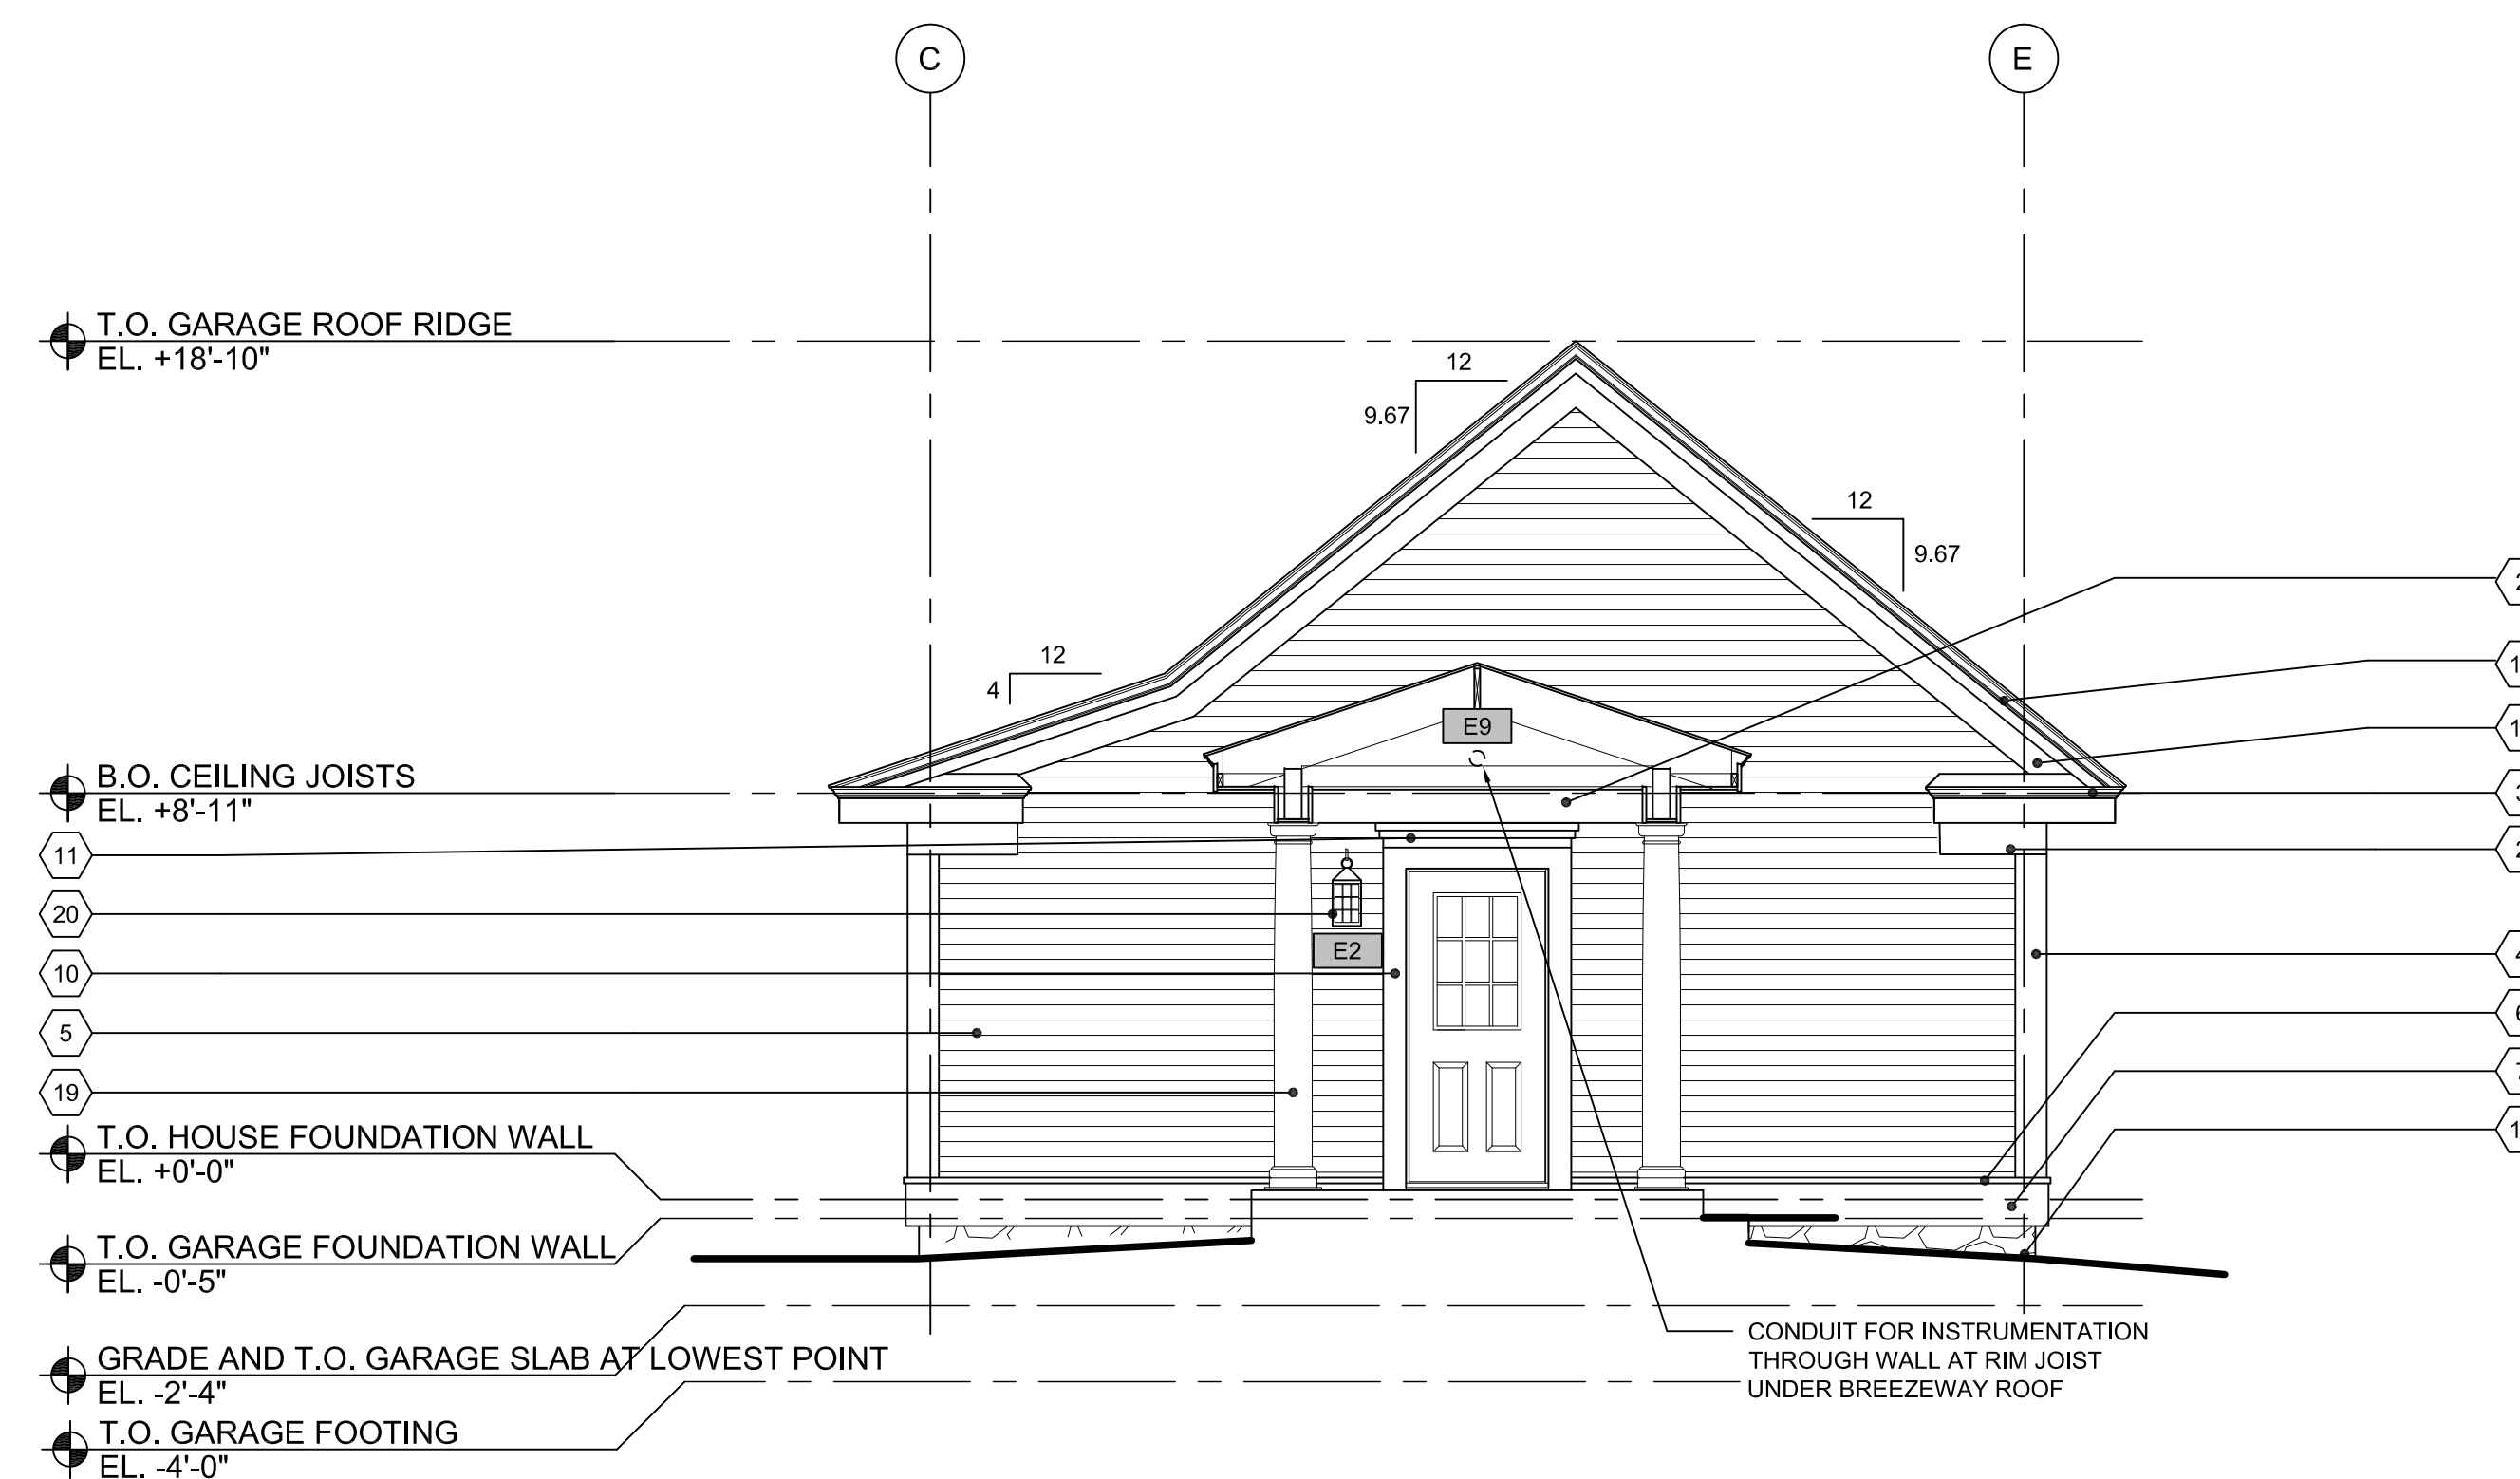 C
E
T.O. GARAGE ROOF RIDGE
EL. +18'-10"
12
9.67
12
9.67
12
4
E9
B.O. CEILING JOISTS
EL. +8'-11"
11
20
E2
10
5
19
T.O. HOUSE FOUNDATION WALL
EL. +0'-0"
T.O. GARAGE FOUNDATION WALL
EL. -0'-5"
GRADE AND T.O. GARAGE SLAB AT LOWEST POINT
EL. -2'-4"
T.O. GARAGE FOOTING
EL. -4'-0"
CONDUIT FOR INSTRUMENTATION
THROUGH WALL AT RIM JOIST
UNDER BREEZEWAY ROOF